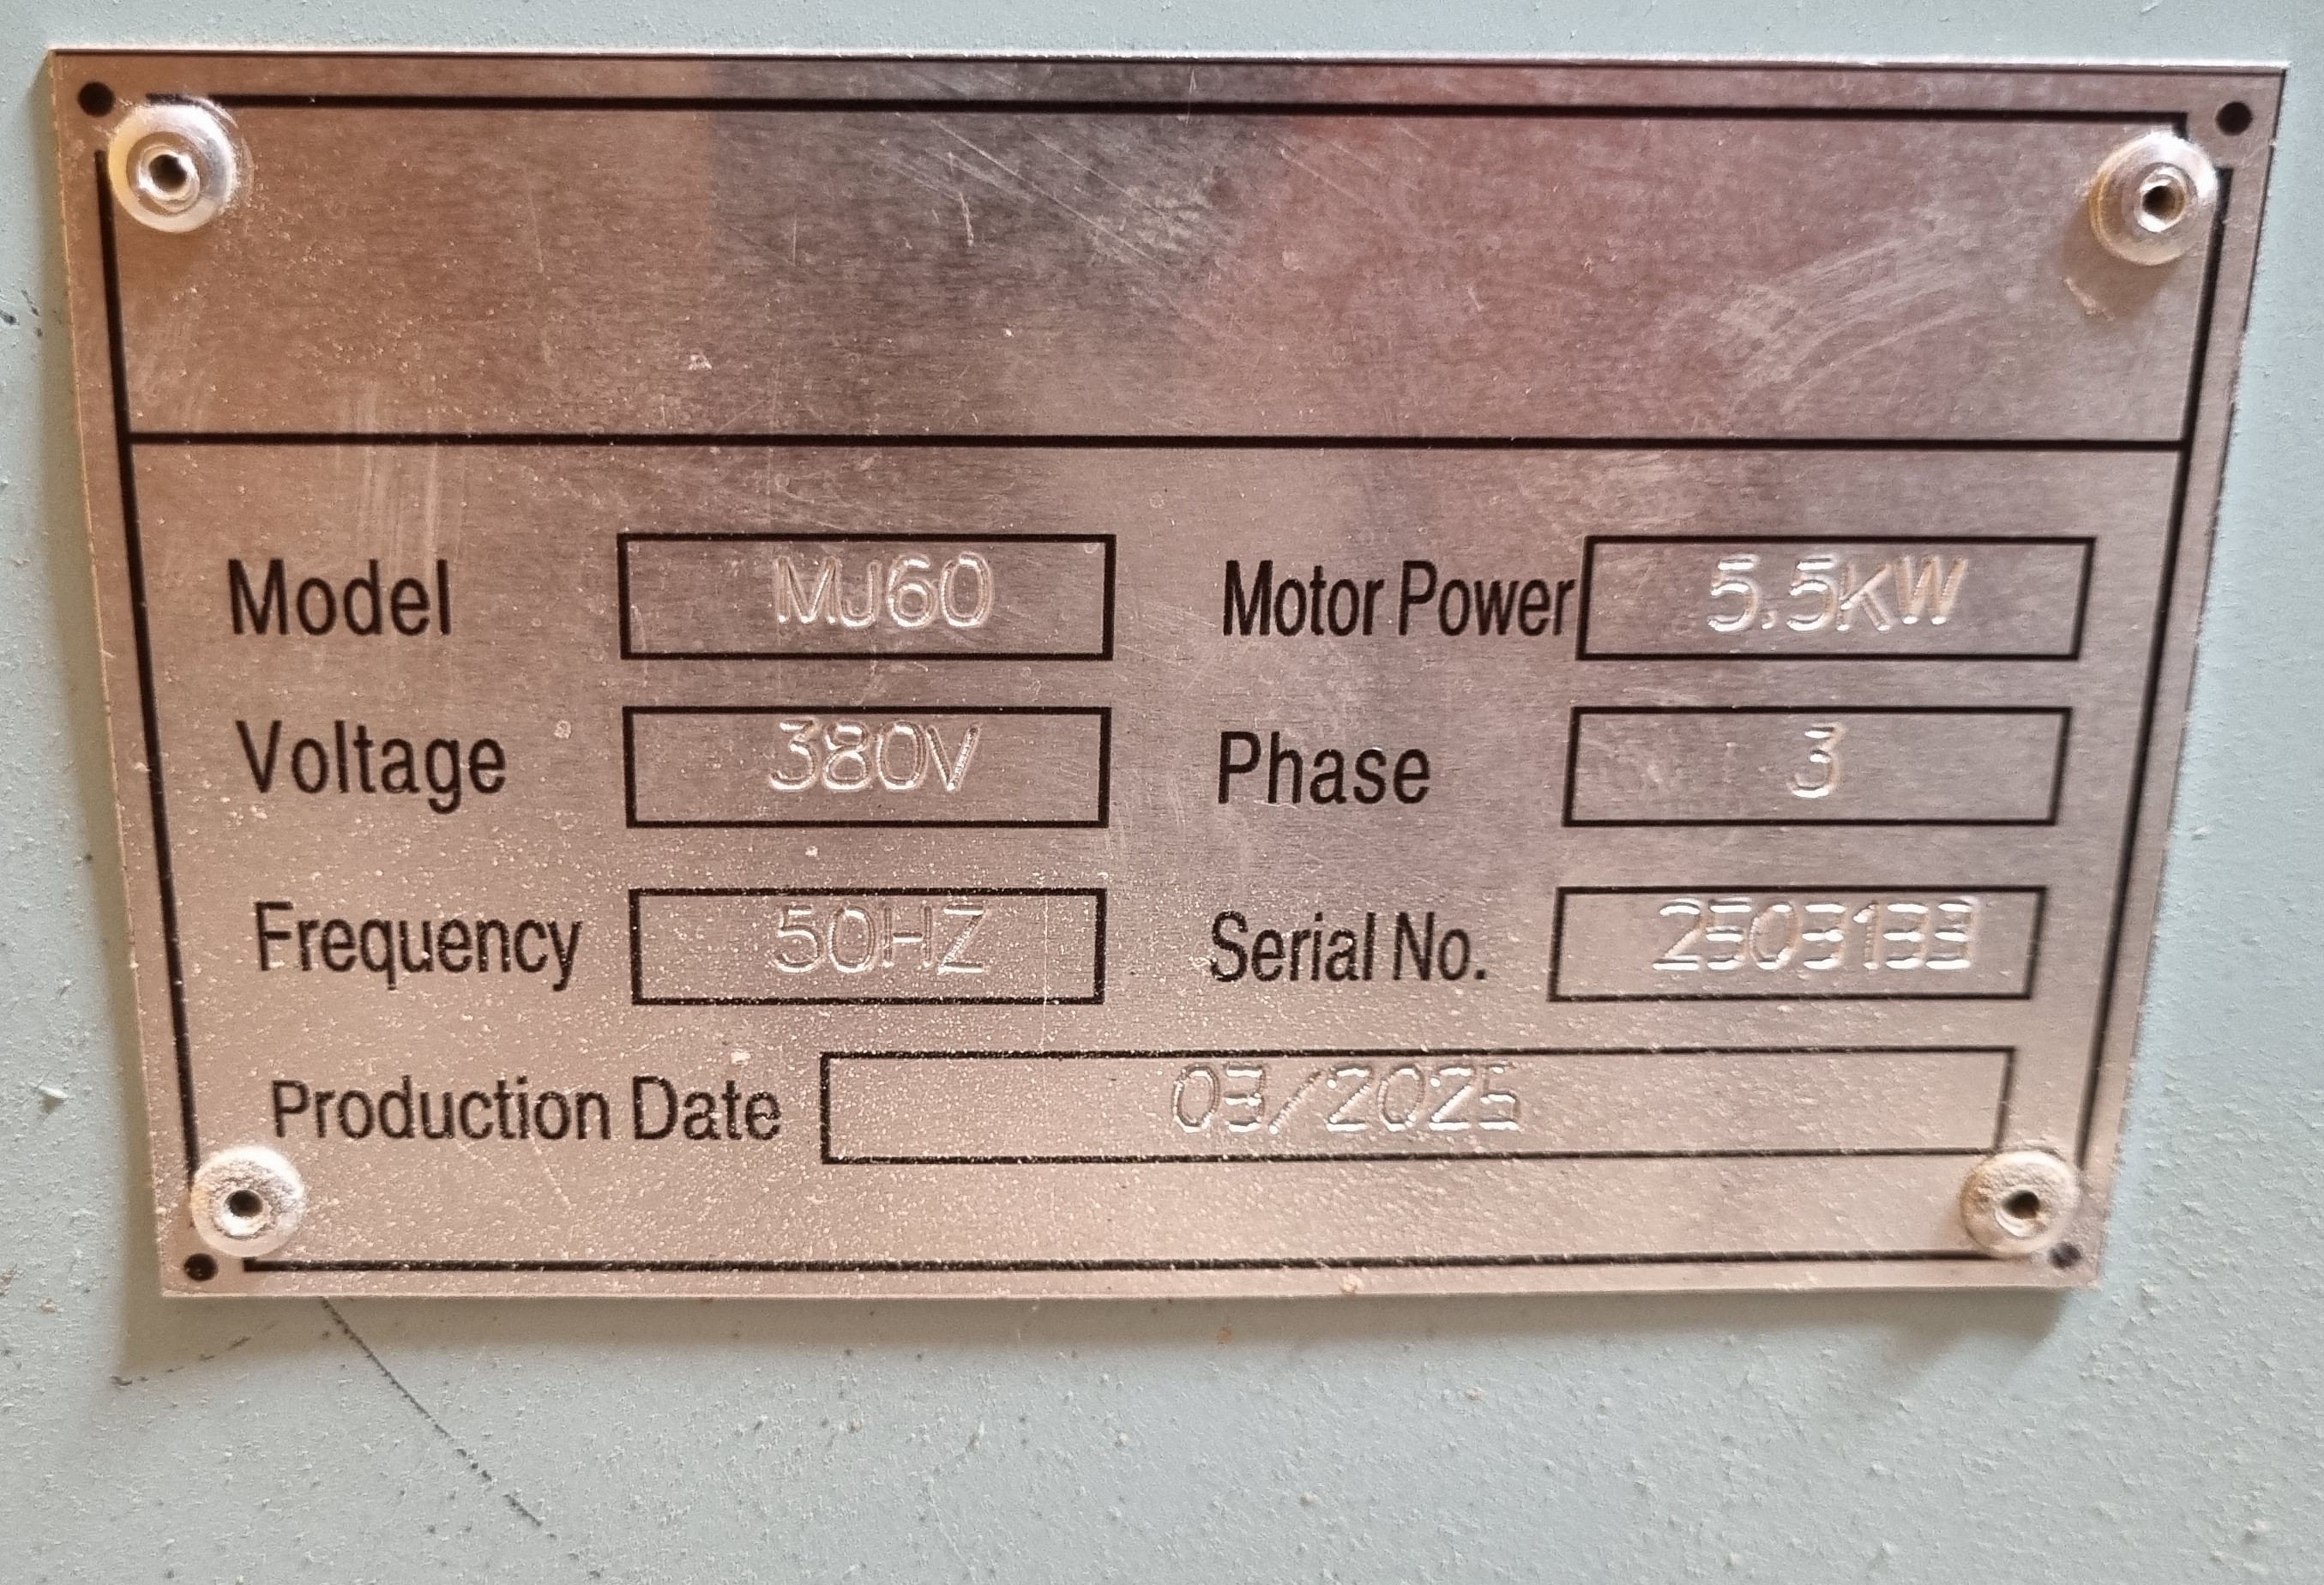 Model MJ60 Motor Power 5.5KW
Voltage 380V Phase 3
Frequency 50HZ Serial No. 2503133
Production Date 03/2025